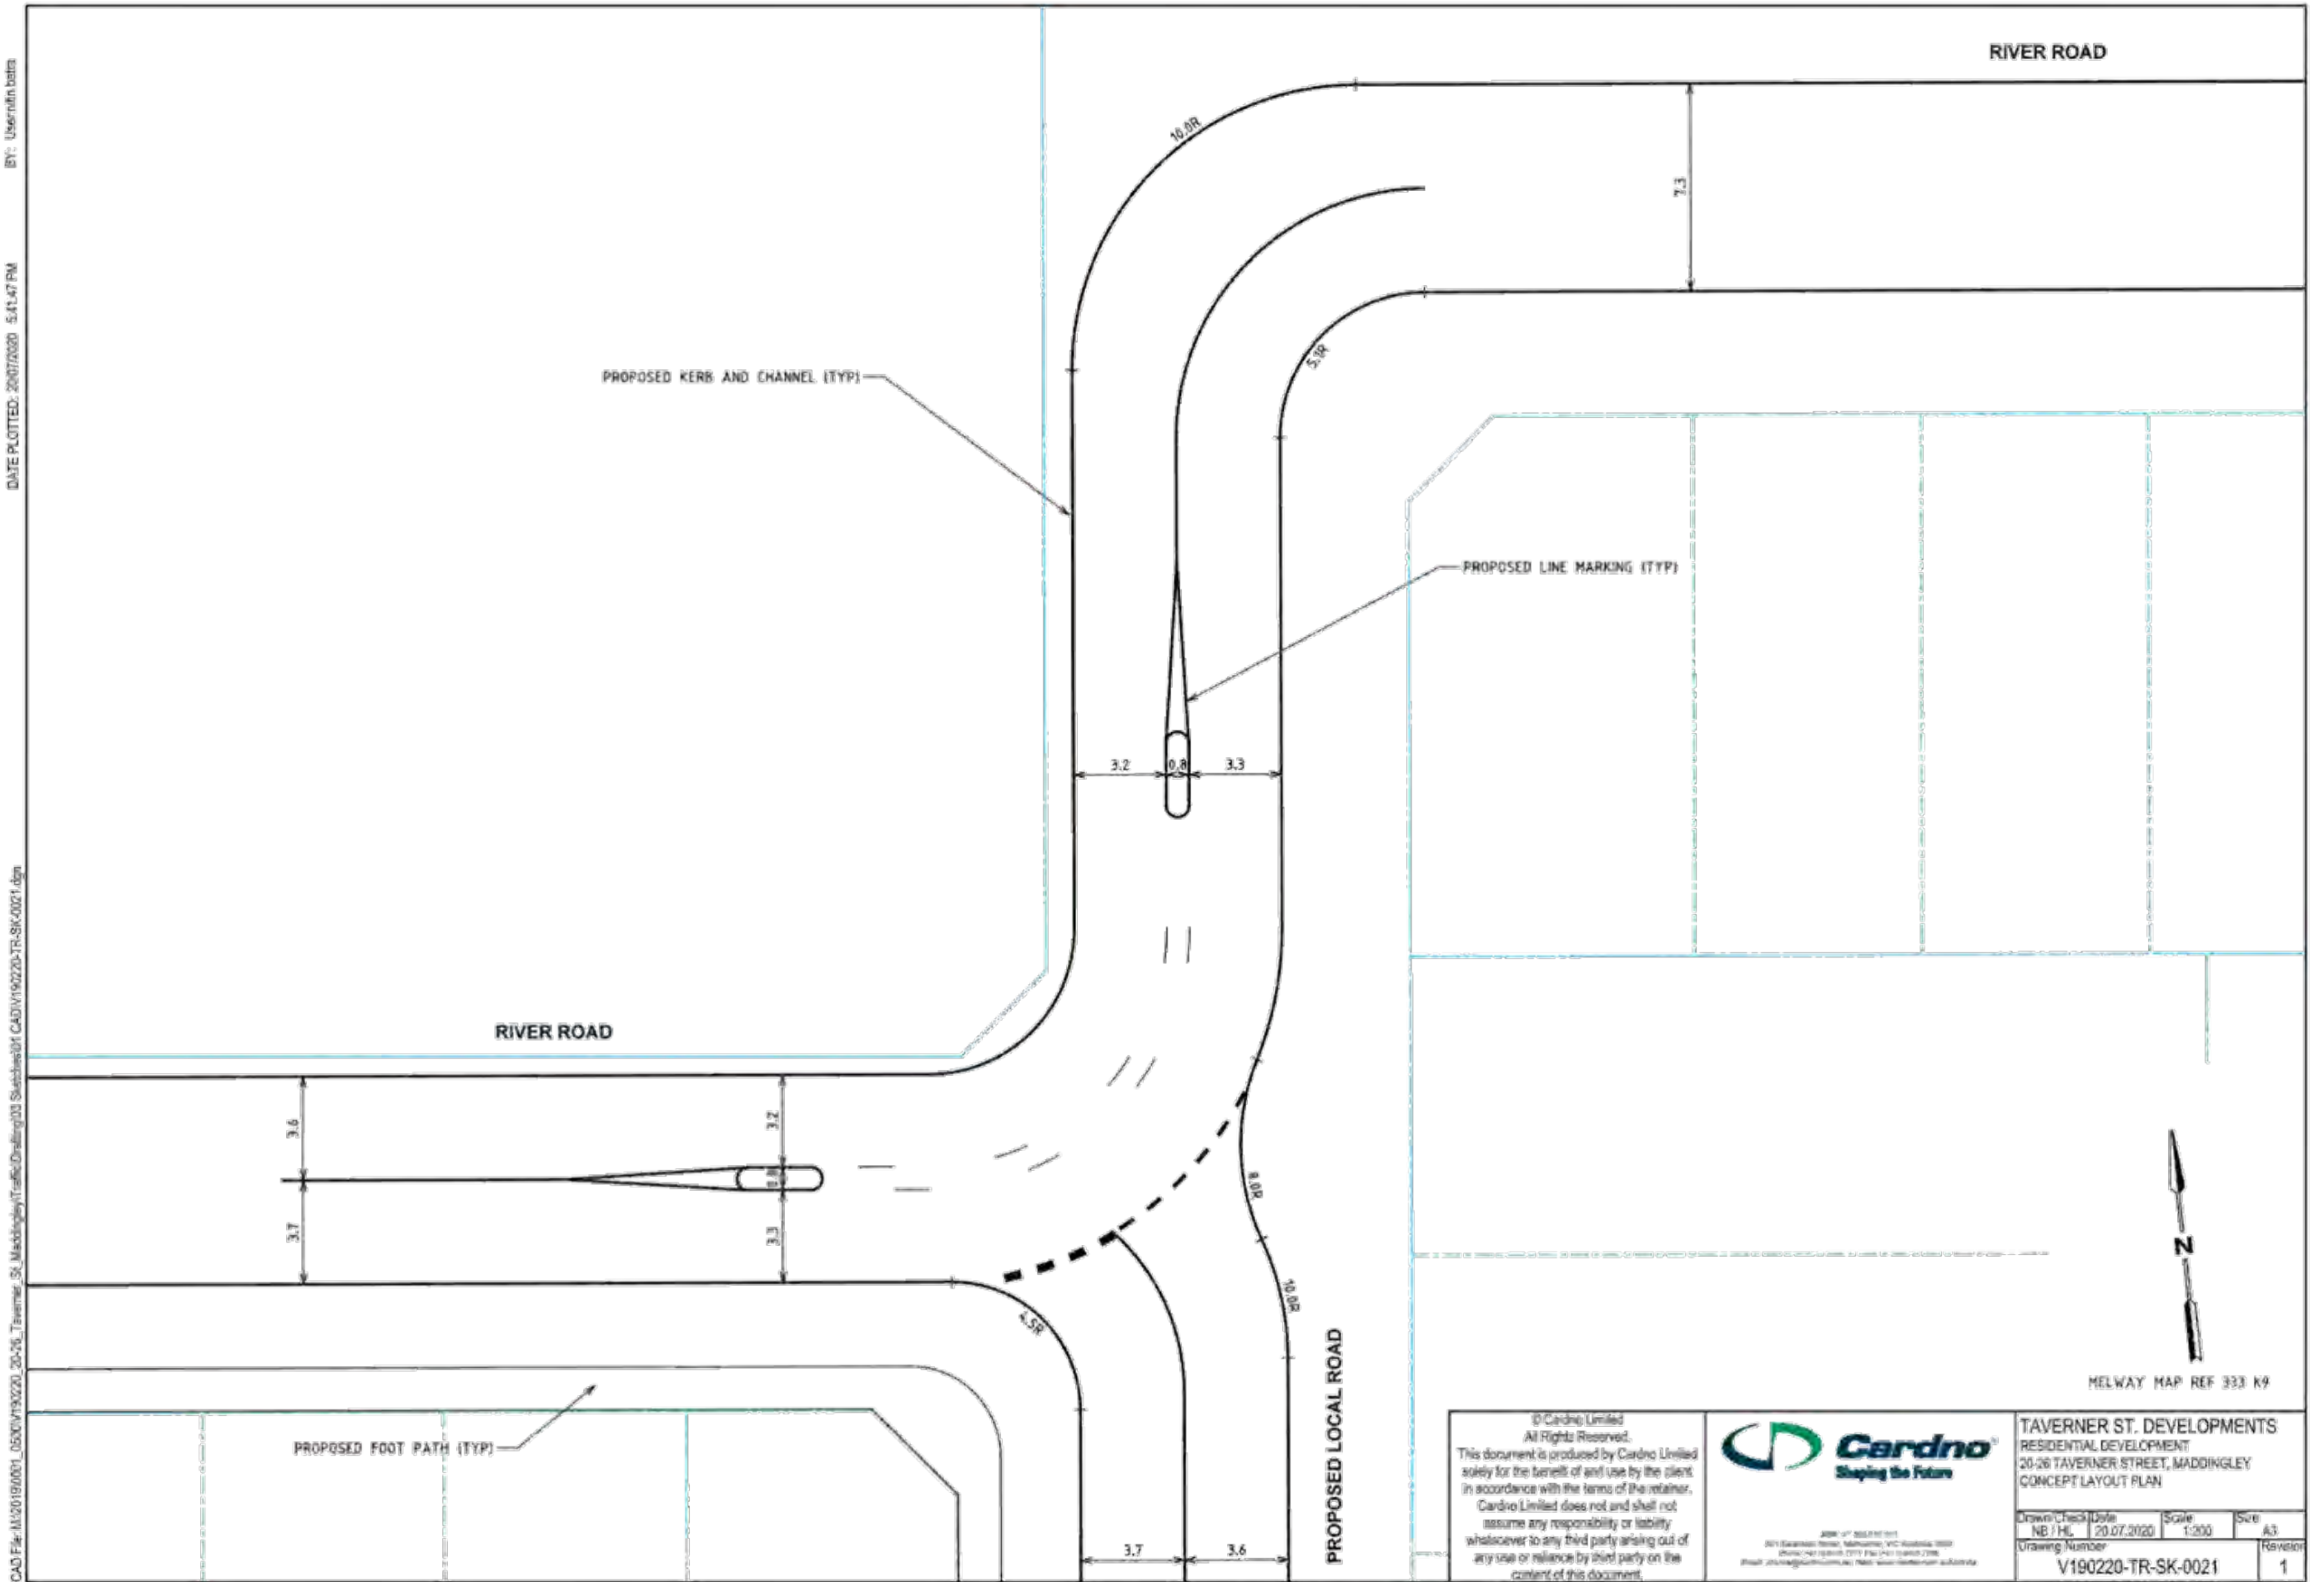 RIVER ROAD
BY:
DATE PLOTTED: 20/07/2020 5:41:47 PM
10.0R
7.3
5.1R
PROPOSED KERB AND CHANNEL (TYP)
PROPOSED LINE MARKING (TYP)
3.2
0.8
3.3
RIVER ROAD
3.6
3.2
3.7
3.3
8.0R
10.0R
4.5R
PROPOSED LOCAL ROAD
N
MELWAY MAP REF 333 K9
PROPOSED FOOT PATH (TYP)
3.7
3.6
© Cardno Limited
All Rights Reserved.
This document is produced by Cardno Limited
solely for the benefit of and use by the client
in accordance with the terms of the retainer.
Cardno Limited does not and shall not
assume any responsibility or liability
whatsoever to any third party arising out of
any use or reliance by third party on the
content of this document.
Cardno®
Shaping the Future
TAVERNER ST. DEVELOPMENTS
RESIDENTIAL DEVELOPMENT
20-26 TAVERNER STREET, MADDINGLEY
CONCEPT LAYOUT PLAN
Drawn/Check Date Scale Size
NB / HL 20.07.2020 1:200 A3
Drawing Number Revision
V190220-TR-SK-0021 1